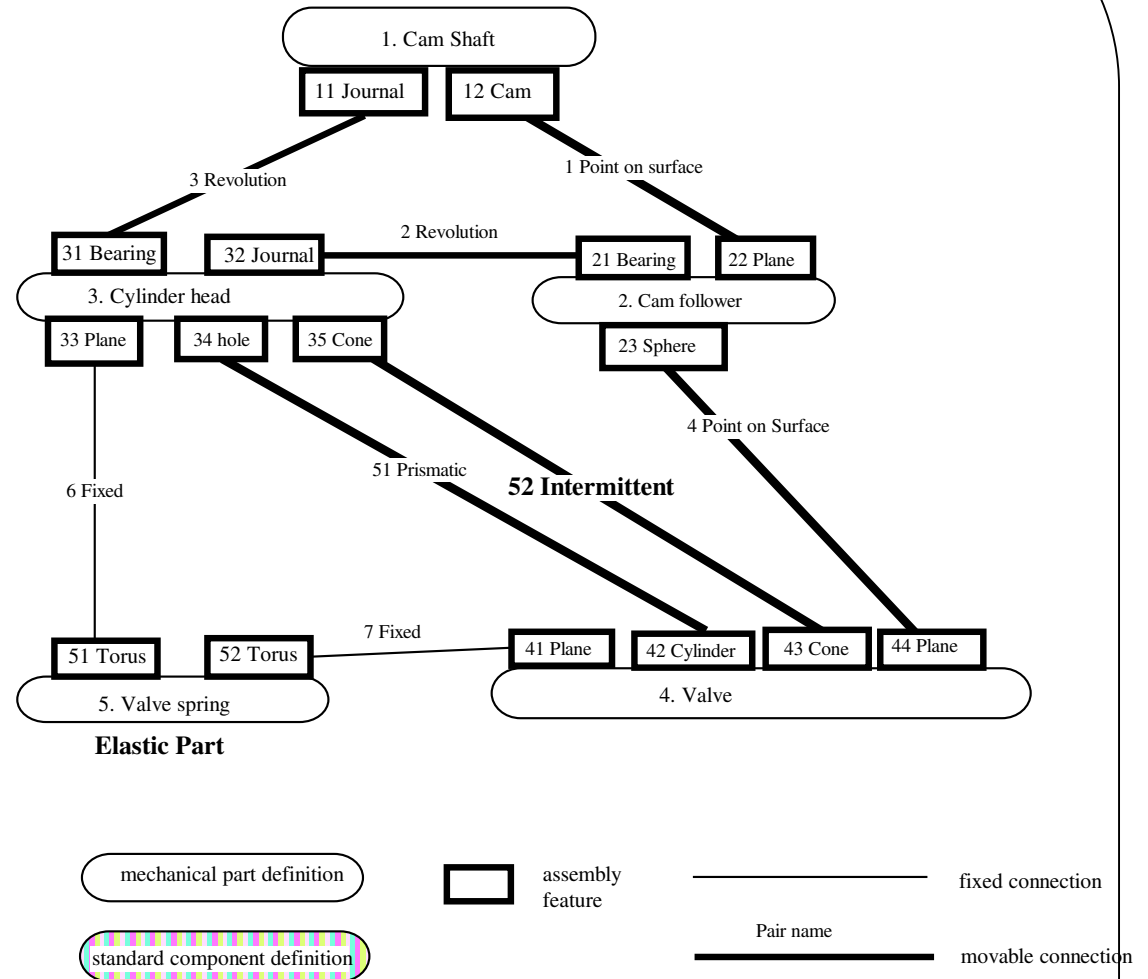 1. Cam Shaft
11 Journal
12 Cam
3 Revolution
1 Point on surface
31 Bearing
32 Journal
2 Revolution
21 Bearing
22 Plane
3. Cylinder head
2. Cam follower
33 Plane
34 hole
35 Cone
23 Sphere
4 Point on Surface
51 Prismatic
52 Intermittent
6 Fixed
7 Fixed
51 Torus
52 Torus
41 Plane
42 Cylinder
43 Cone
44 Plane
5. Valve spring
4. Valve
Elastic Part
mechanical part definition
assembly
feature
fixed connection
Pair name
standard component definition
movable connection